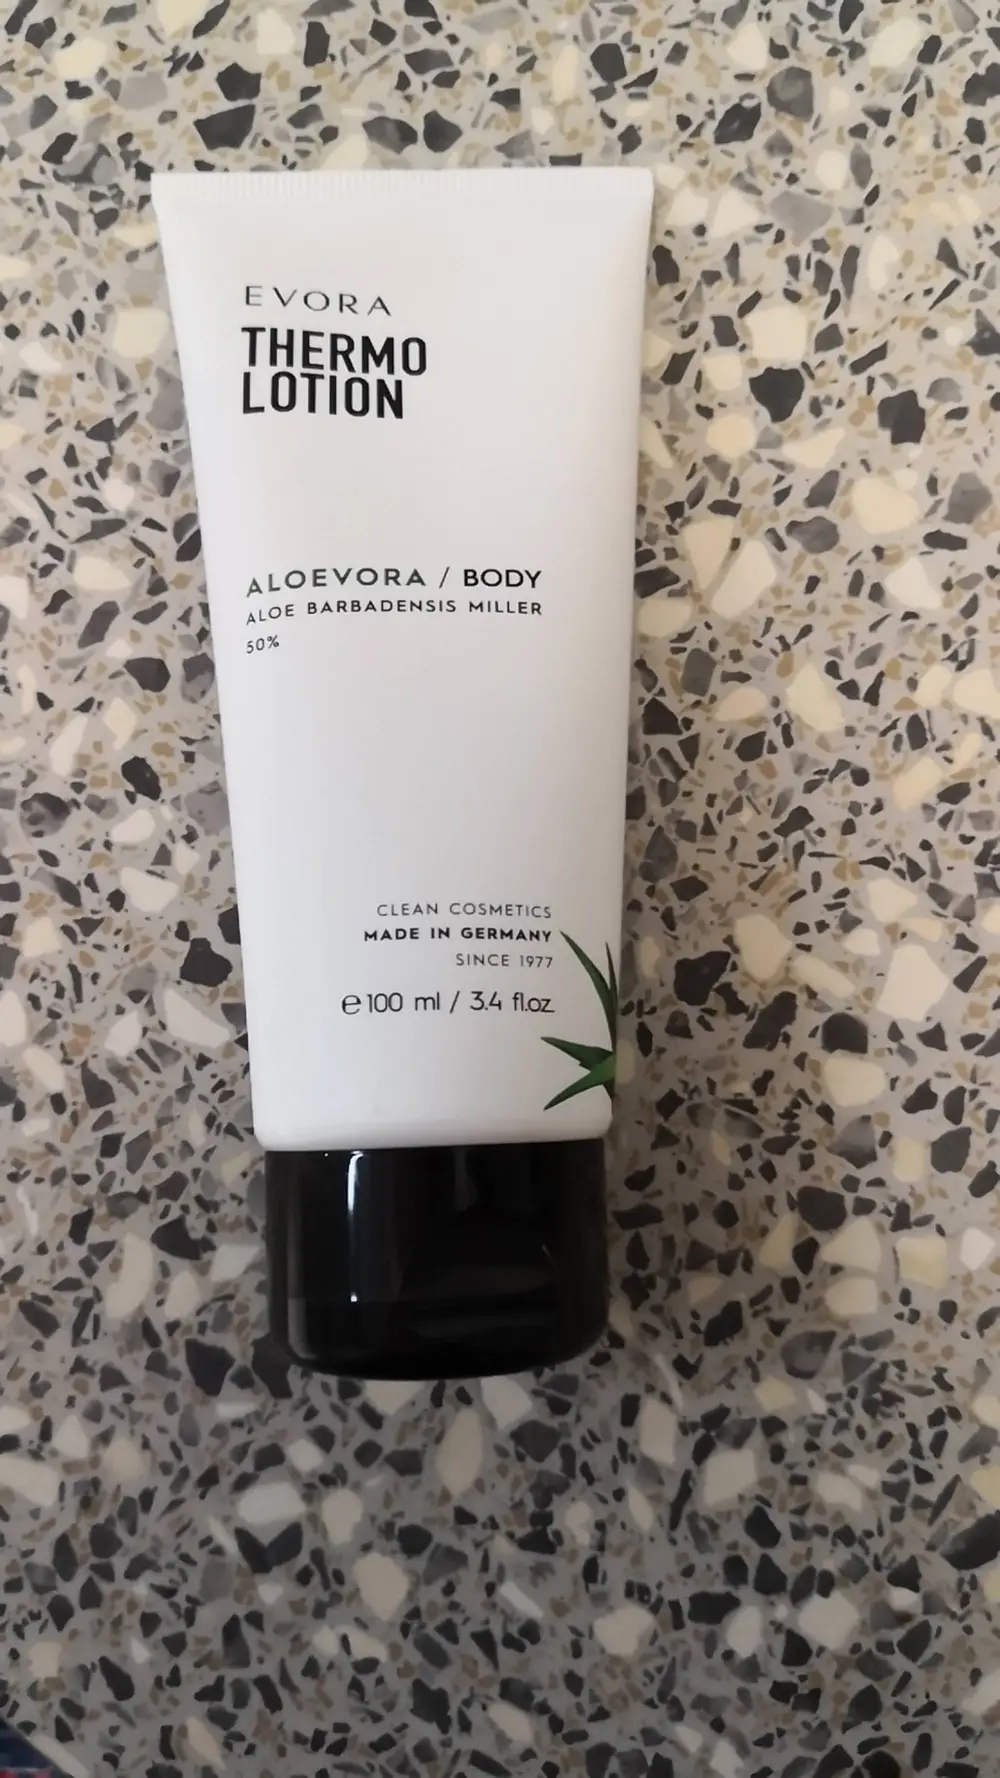 EVORA
THERMO
LOTION
ALOEVORA / BODY
ALOE BARBADENSIS MILLER
50%
CLEAN COSMETICS
MADE IN GERMANY
SINCE 1977
℮100 ml / 3.4 fl.oz